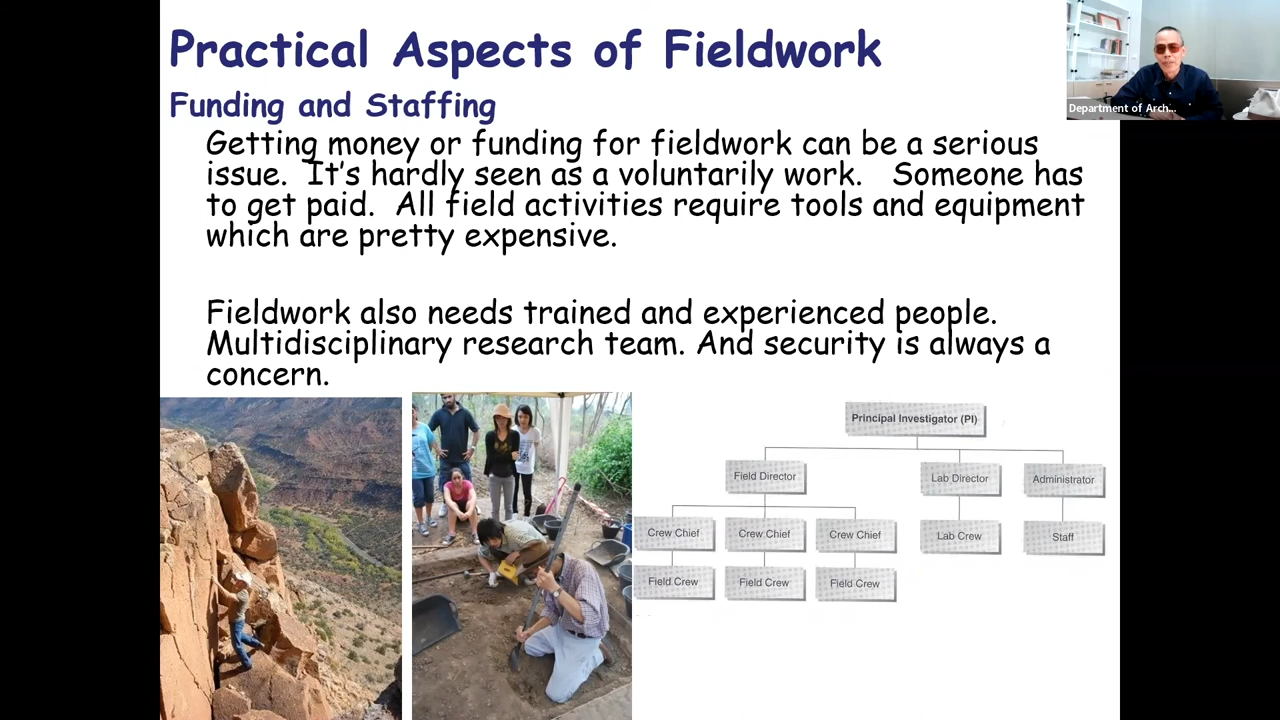 Practical Aspects of Fieldwork
Funding and Staffing
Getting money or funding for fieldwork can be a serious
issue. It's hardly seen as a voluntarily work. Someone has
to get paid. All field activities require tools and equipment
which are pretty expensive.
Fieldwork also needs trained and experienced people.
Multidisciplinary research team. And security is always a
concern.
Department of Arch...
Principal Investigator (PI)
Field Director
Lab Director
Administrator
Crew Chief
Crew Chief
Crew Chief
Lab Crew
Staff
Field Crew
Field Crew
Field Crew